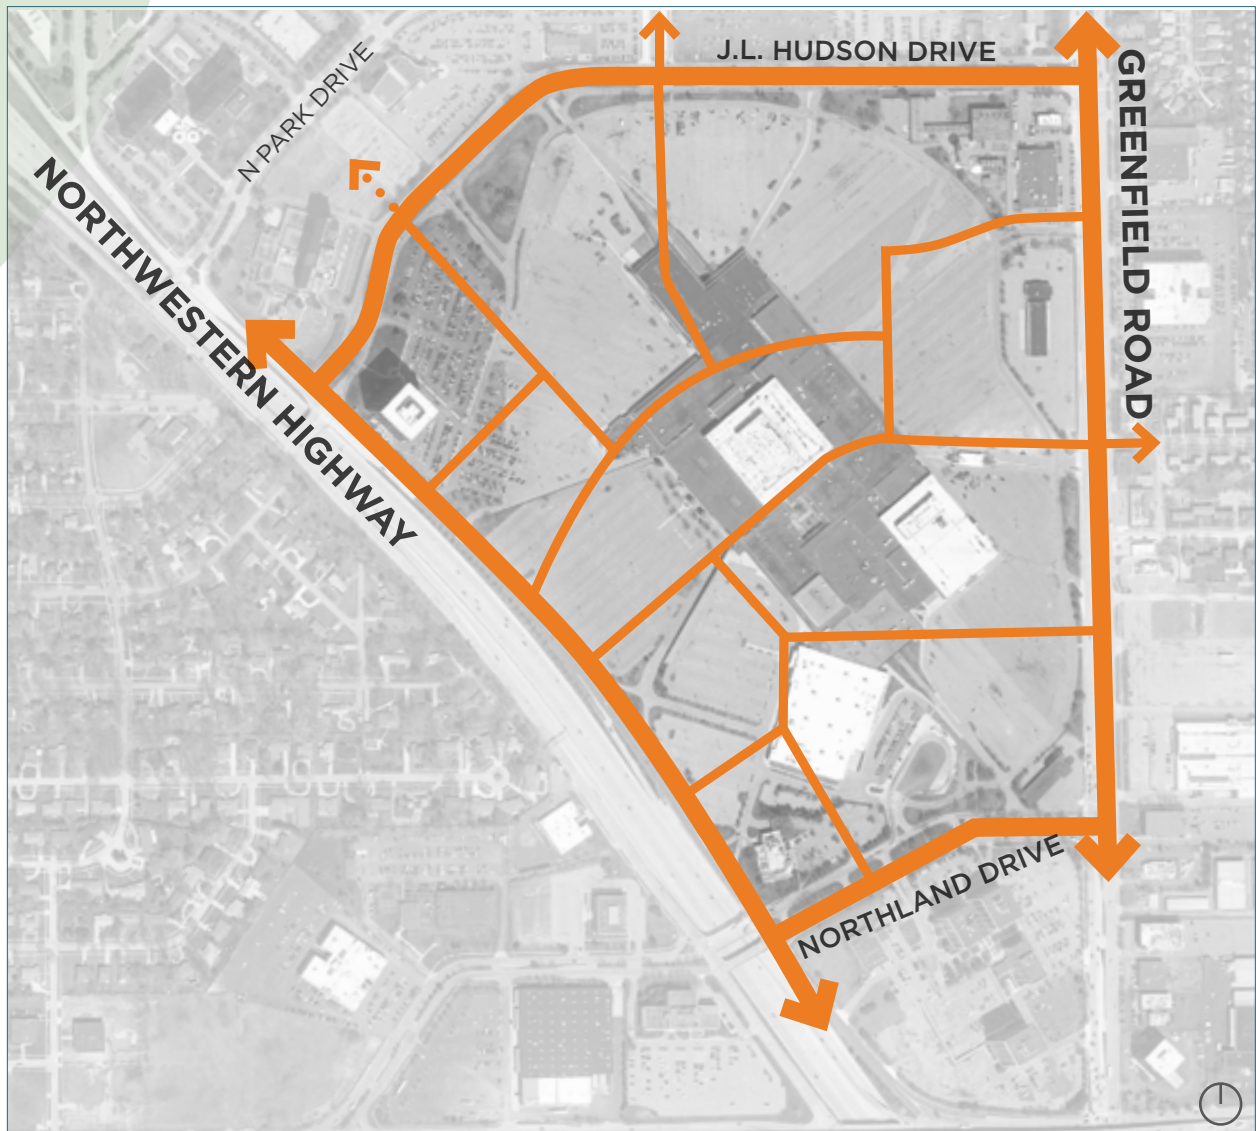 J.L. HUDSON DRIVE
N PARK DRIVE
GREENFIELD ROAD
NORTHWESTERN HIGHWAY
NORTHLAND DRIVE